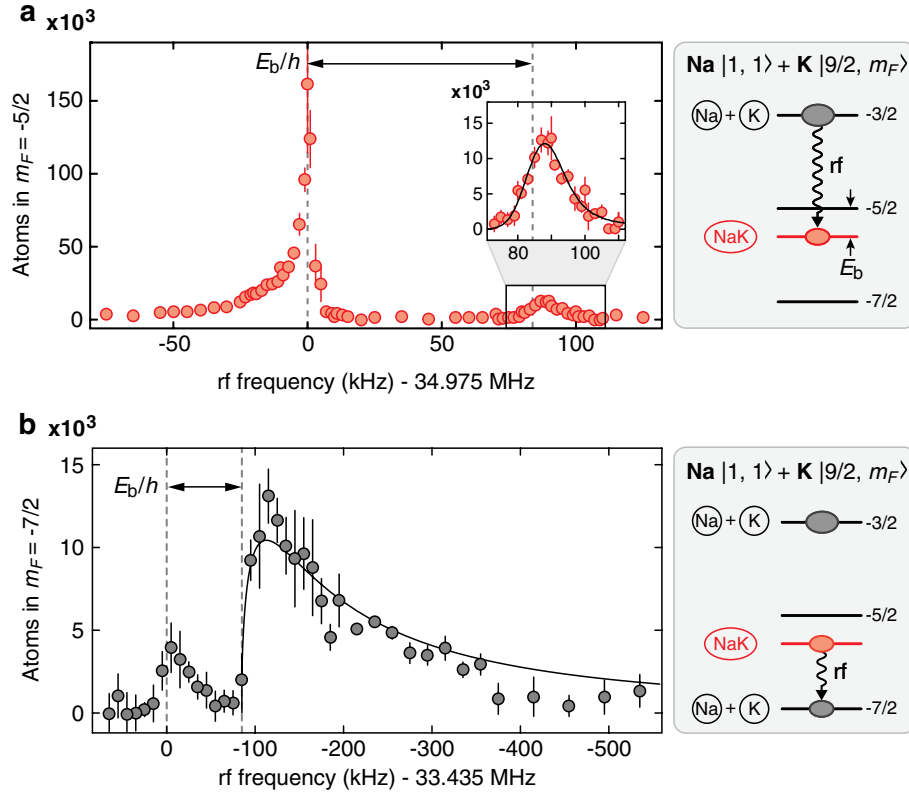 a
×10³
E_b/h
Atoms in m_F = -5/2
150
100
50
0
-50
0
50
100
rf frequency (kHz) - 34.975 MHz
×10³
15
10
5
0
80
100
Na |1, 1⟩ + K |9/2, m_F⟩
Na + K
-3/2
rf
-5/2
NaK
E_b
-7/2
b
×10³
E_b/h
Atoms in m_F = -7/2
15
10
5
0
0
-100
-200
-300
-400
-500
rf frequency (kHz) - 33.435 MHz
Na |1, 1⟩ + K |9/2, m_F⟩
Na + K
-3/2
-5/2
NaK
rf
Na + K
-7/2